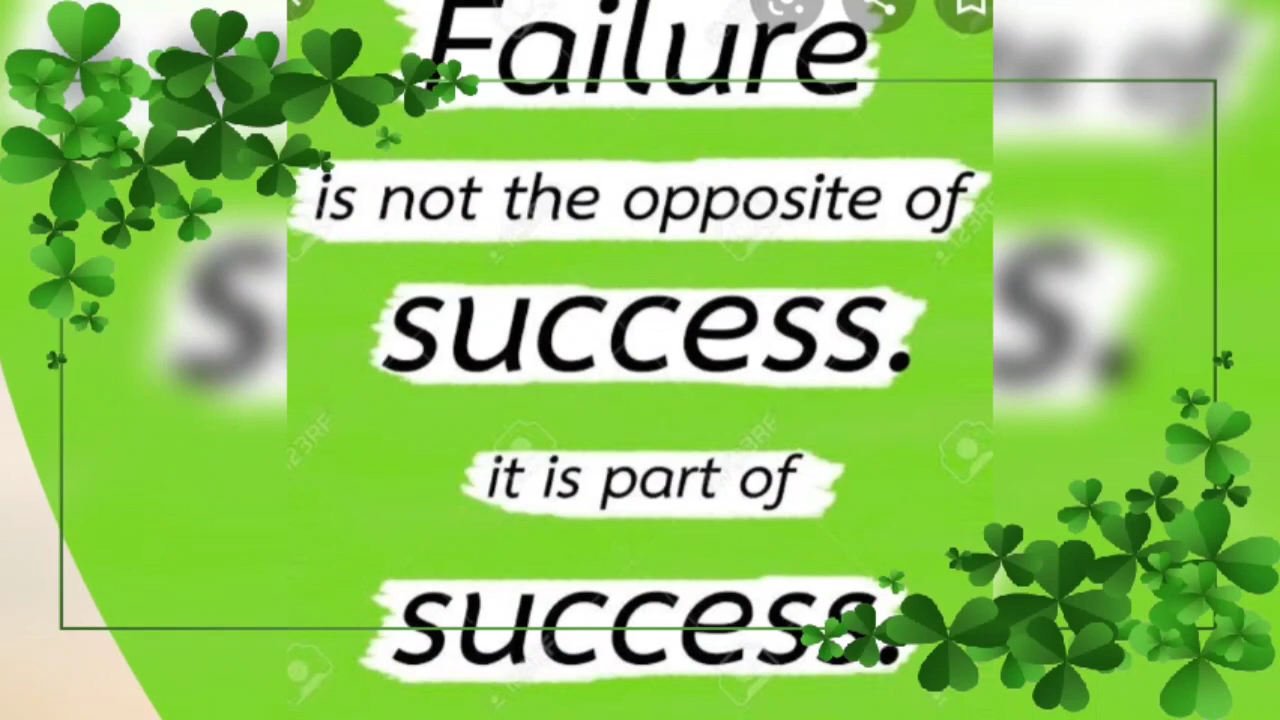 Failure
is not the opposite of
success.
it is part of
success.